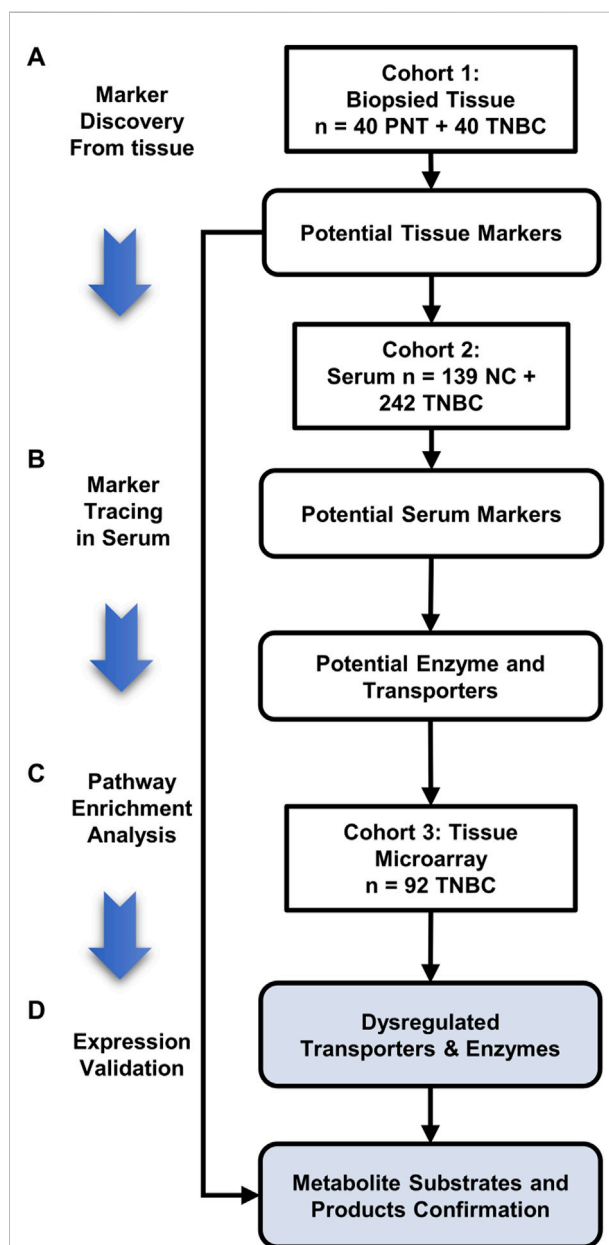 A
Marker
Discovery
From tissue
Cohort 1:
Biopsied Tissue
n = 40 PNT + 40 TNBC
Potential Tissue Markers
Cohort 2:
Serum n = 139 NC +
242 TNBC
B
Marker
Tracing
in Serum
Potential Serum Markers
Potential Enzyme and
Transporters
C
Pathway
Enrichment
Analysis
Cohort 3: Tissue
Microarray
n = 92 TNBC
D
Expression
Validation
Dysregulated
Transporters & Enzymes
Metabolite Substrates and
Products Confirmation